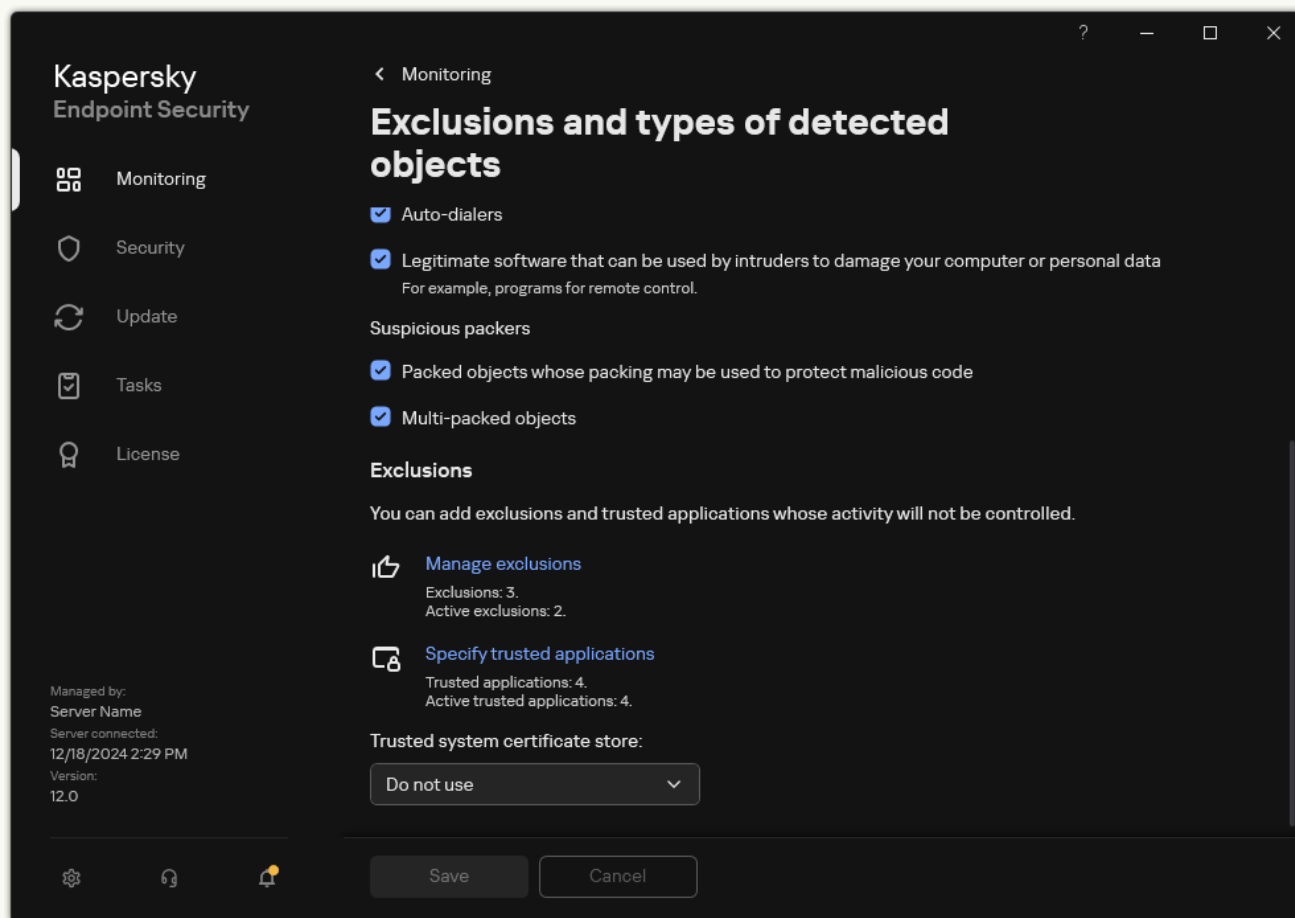 ?
Kaspersky
Endpoint Security
Monitoring
Security
Update
Tasks
License
Managed by:
Server Name
Server connected:
12/18/2024 2:29 PM
Version:
12.0
Monitoring
Exclusions and types of detected
objects
Auto-dialers
Legitimate software that can be used by intruders to damage your computer or personal data
For example, programs for remote control.
Suspicious packers
Packed objects whose packing may be used to protect malicious code
Multi-packed objects
Exclusions
You can add exclusions and trusted applications whose activity will not be controlled.
Manage exclusions
Exclusions: 3.
Active exclusions: 2.
Specify trusted applications
Trusted applications: 4.
Active trusted applications: 4.
Trusted system certificate store:
Do not use
Save
Cancel